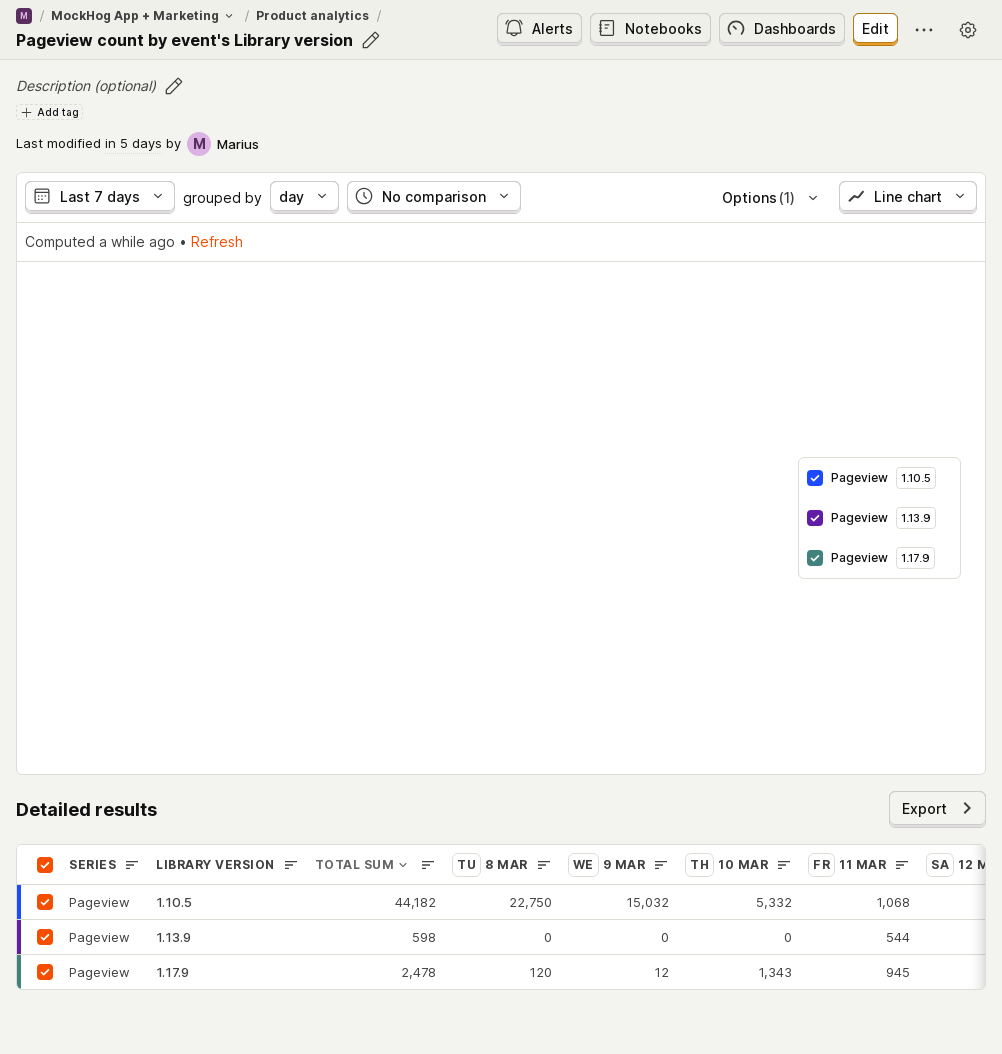 M / MockHog App + Marketing / Product analytics /
Pageview count by event's Library version
Alerts Notebooks Dashboards Edit
Description (optional)
Add tag
Last modified in 5 days by M Marius
Last 7 days grouped by day No comparison Options (1) Line chart
Computed a while ago • Refresh
Pageview 1.10.5
Pageview 1.13.9
Pageview 1.17.9
Detailed results
Export
SERIES LIBRARY VERSION TOTAL SUM TU 8 MAR WE 9 MAR TH 10 MAR FR 11 MAR SA 12 M
Pageview 1.10.5 44,182 22,750 15,032 5,332 1,068
Pageview 1.13.9 598 0 0 0 544
Pageview 1.17.9 2,478 120 12 1,343 945